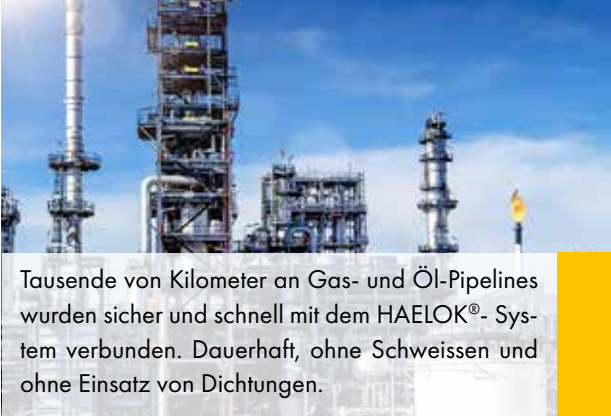 Tausende von Kilometer an Gas- und Öl-Pipelines
wurden sicher und schnell mit dem HAELOK®- Sys-
tem verbunden. Dauerhaft, ohne Schweissen und
ohne Einsatz von Dichtungen.